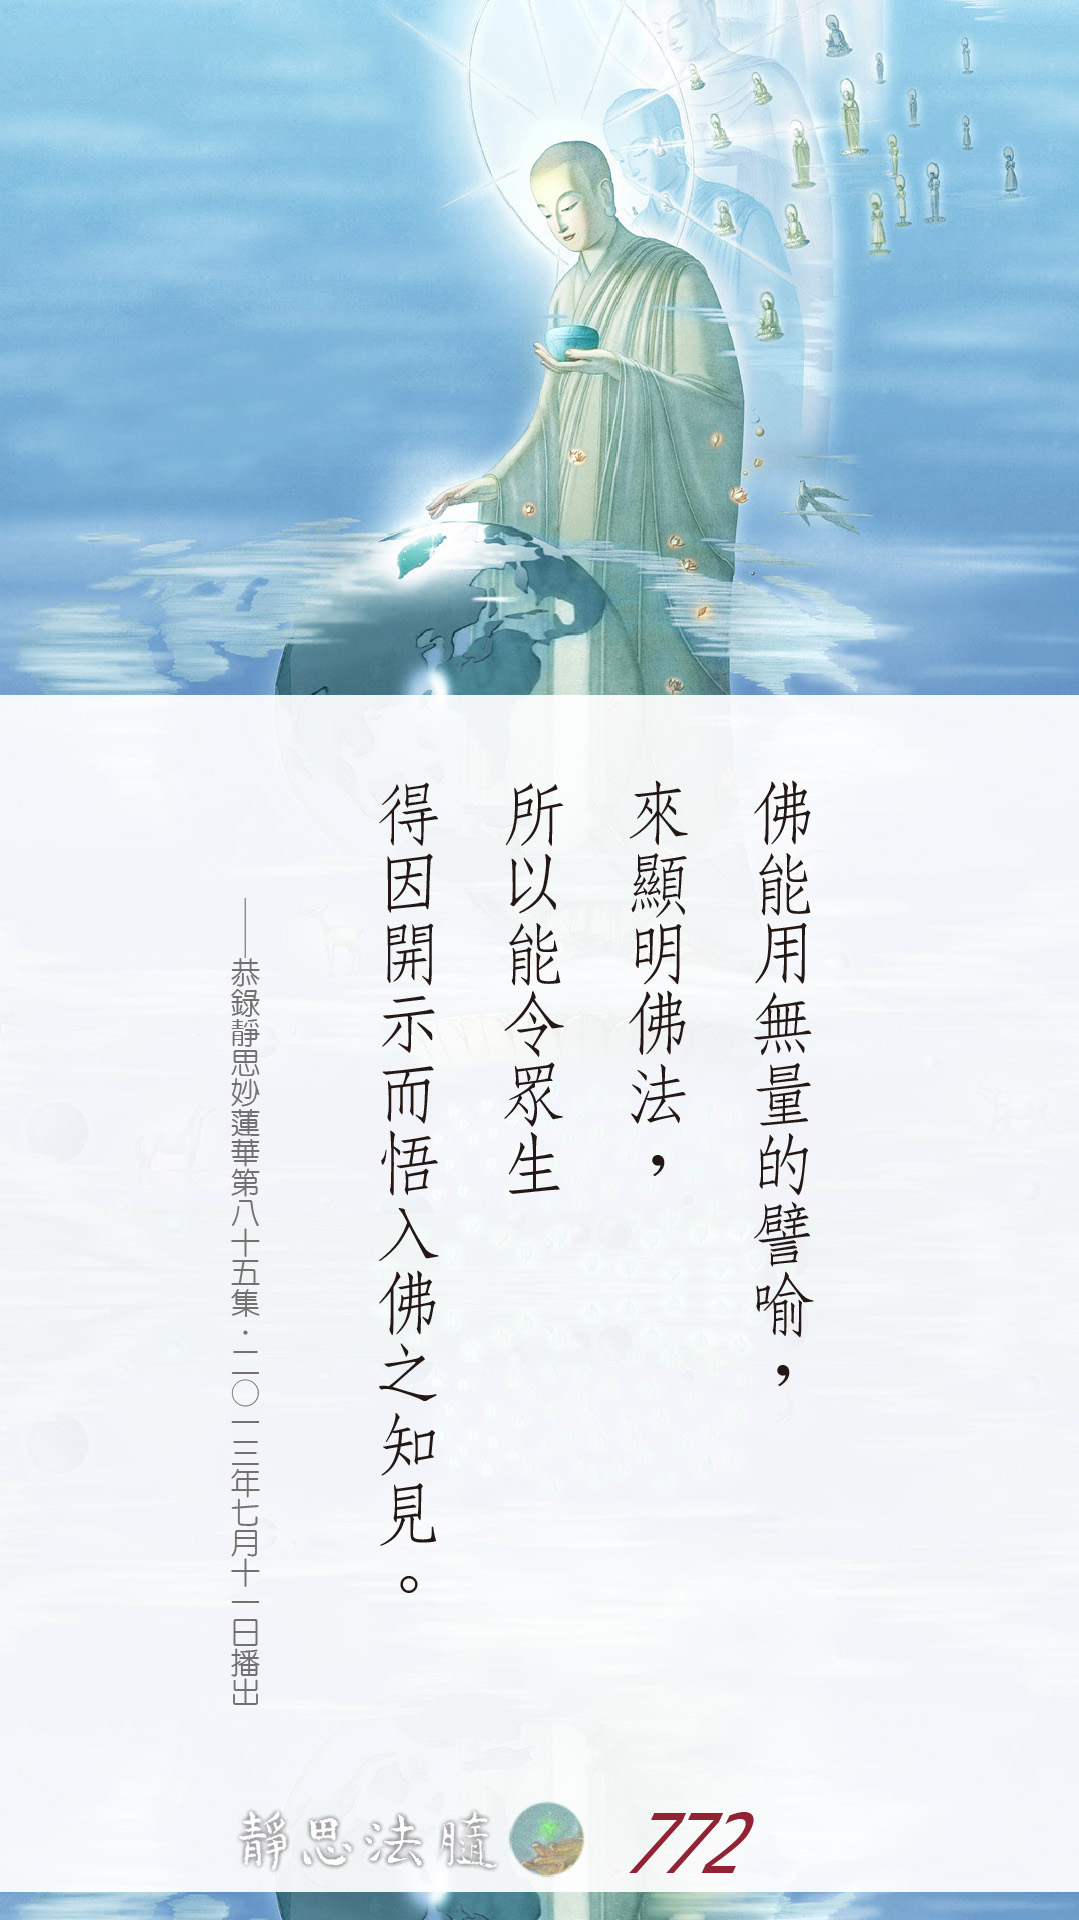 佛能用無量的譬喻，
來顯明佛法，
所以能令眾生
得因開示而悟入佛之知見。
——恭錄靜思妙蓮華第八十五集·二〇一三年七月十一日播出
靜思法髓
772